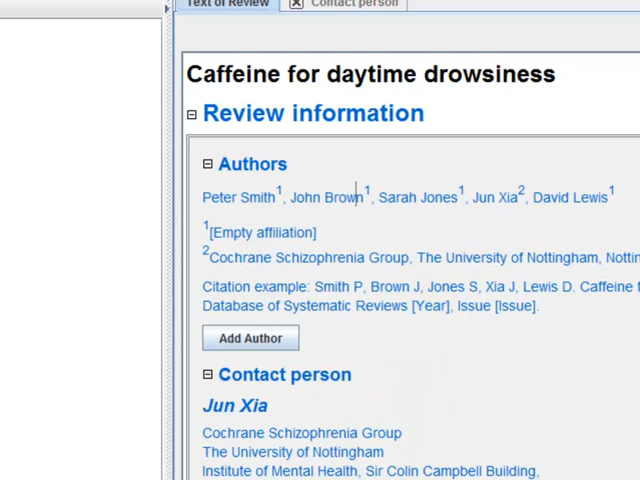 Text of Review
Contact person
Caffeine for daytime drowsiness
Review information
Authors
Peter Smith1, John Brown1, Sarah Jones1, Jun Xia2, David Lewis1
1[Empty affiliation]
2Cochrane Schizophrenia Group, The University of Nottingham, Nottin
Citation example: Smith P, Brown J, Jones S, Xia J, Lewis D. Caffeine f
Database of Systematic Reviews [Year], Issue [Issue].
Add Author
Contact person
Jun Xia
Cochrane Schizophrenia Group
The University of Nottingham
Institute of Mental Health, Sir Colin Campbell Building,